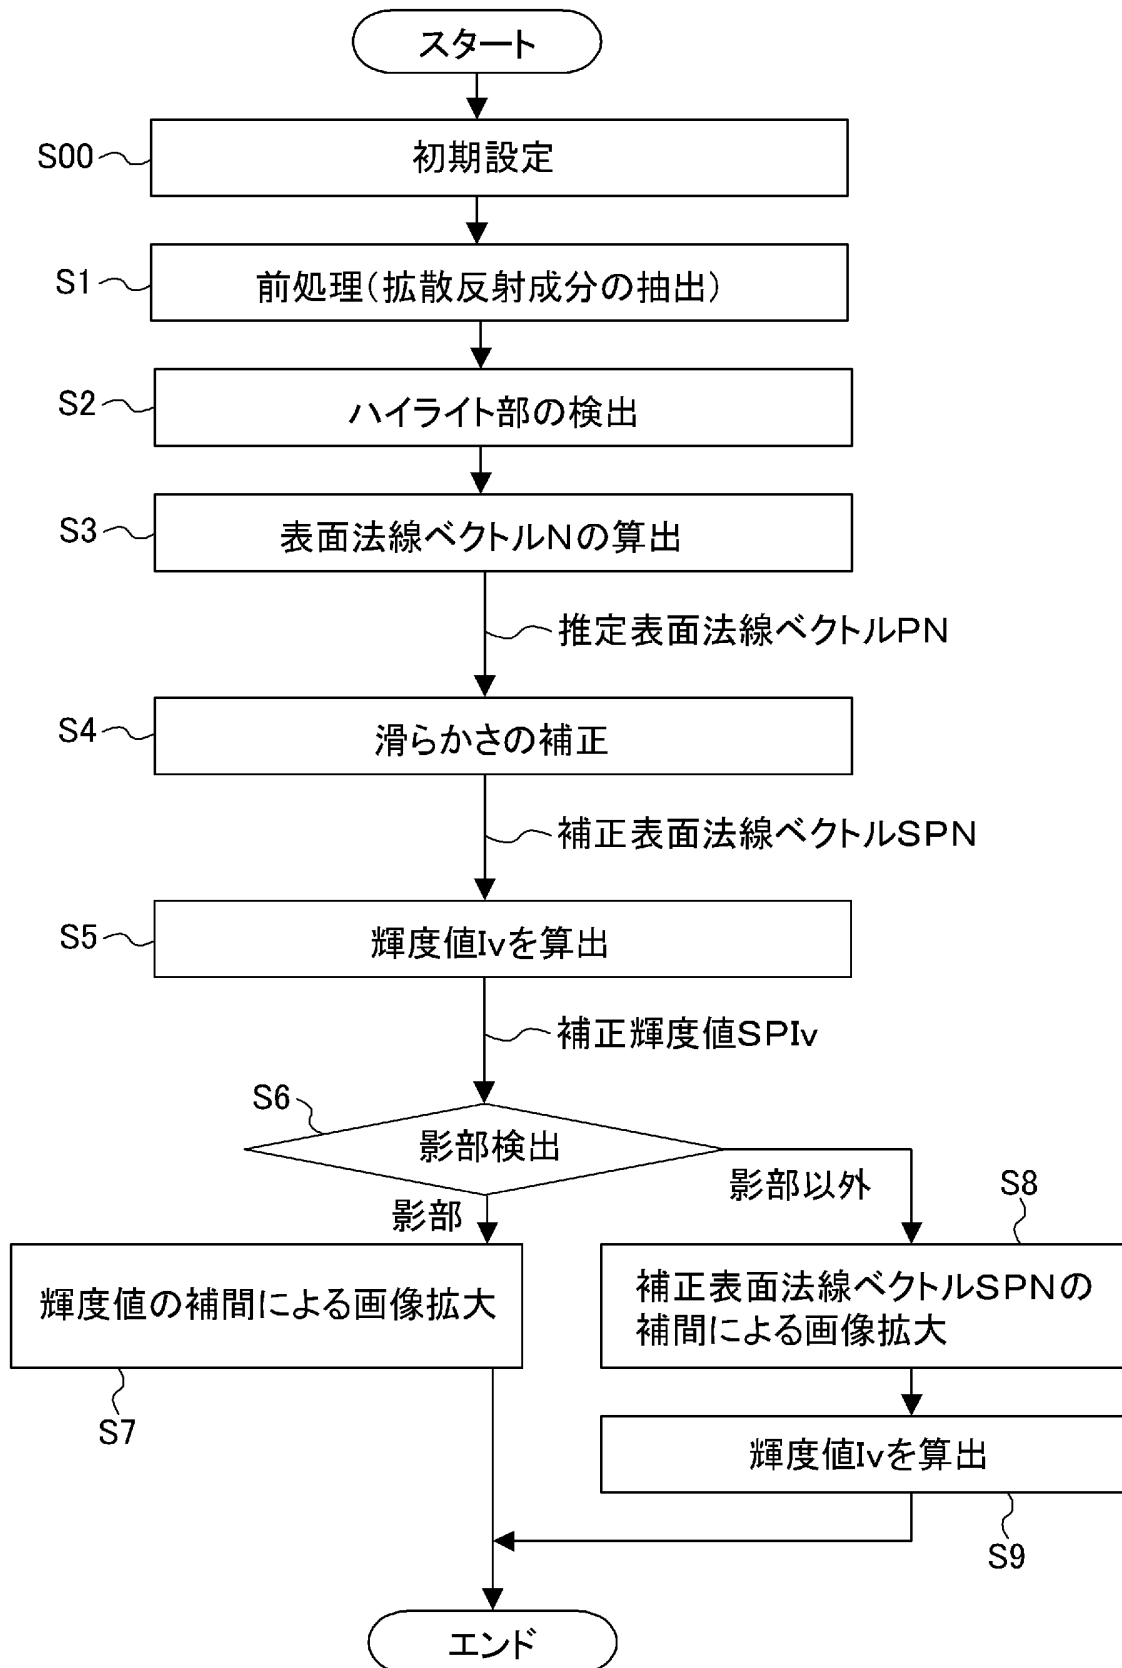 スタート
S00
初期設定
S1
前処理(拡散反射成分の抽出)
S2
ハイライト部の検出
S3
表面法線ベクトルNの算出
推定表面法線ベクトルPN
S4
滑らかさの補正
補正表面法線ベクトルSPN
S5
輝度値Ivを算出
補正輝度値SPIv
S6
影部検出
影部
影部以外
S8
輝度値の補間による画像拡大
S7
補正表面法線ベクトルSPNの
補間による画像拡大
輝度値Ivを算出
S9
エンド